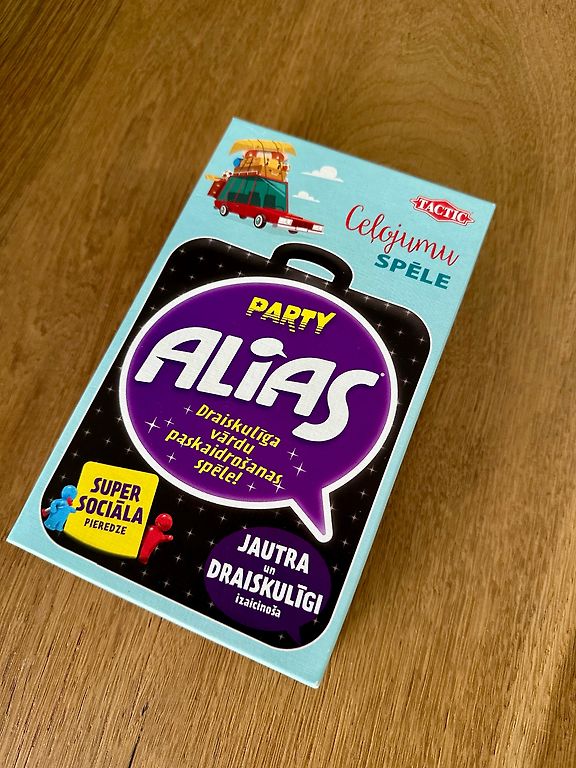 TACTIC
Ceļojumu
SPĒLE
PARTY
ALiAS
Draiskulīga
vārdu
paskaidrošanas
spēle!
SUPER
SOCIĀLA
PIEREDZE
JAUTRA
un
DRAISKULĪGI
izaicinoša